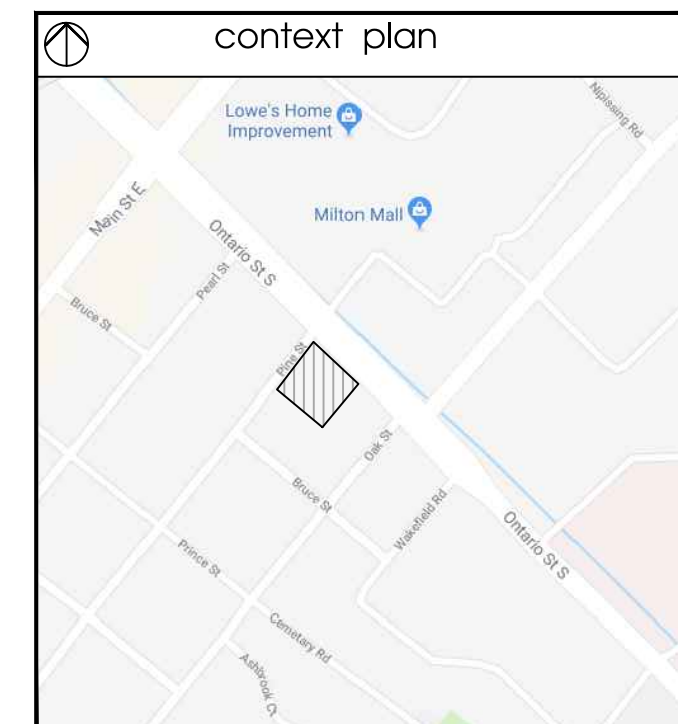 context plan
Lowe's Home
Improvement
Nipissing Rd
Milton Mall
Main St E
Ontario St S
Pearl St
Bruce St
Pine St
Oak St
Bruce St
Wakefield Rd
Ontario St S
Prince St
Cemetary Rd
Ashbrook Ct